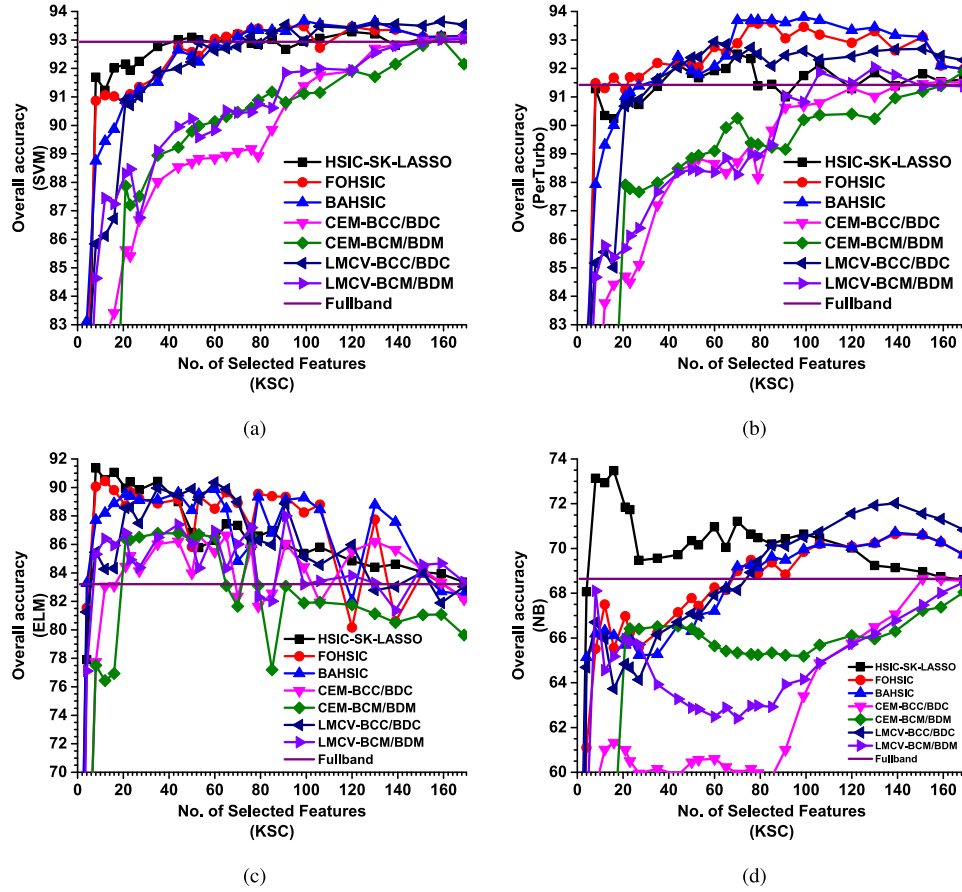 Overall accuracy
(SVM)
93
92
91
90
89
88
87
86
85
84
83
0 20 40 60 80 100 120 140 160
No. of Selected Features
(KSC)
HSIC-SK-LASSO
FOHSIC
BAHSIC
CEM-BCC/BDC
CEM-BCM/BDM
LMCV-BCC/BDC
LMCV-BCM/BDM
Fullband
(a)
Overall accuracy
(PerTurbo)
94
93
92
91
90
89
88
87
86
85
84
83
0 20 40 60 80 100 120 140 160
No. of Selected Features
(KSC)
HSIC-SK-LASSO
FOHSIC
BAHSIC
CEM-BCC/BDC
CEM-BCM/BDM
LMCV-BCC/BDC
LMCV-BCM/BDM
Fullband
(b)
Overall accuracy
(ELM)
92
90
88
86
84
82
80
78
76
74
72
70
0 20 40 60 80 100 120 140 160
No. of Selected Features
(KSC)
HSIC-SK-LASSO
FOHSIC
BAHSIC
CEM-BCC/BDC
CEM-BCM/BDM
LMCV-BCC/BDC
LMCV-BCM/BDM
Fullband
(c)
Overall accuracy
(NB)
74
72
70
68
66
64
62
60
0 20 40 60 80 100 120 140 160
No. of Selected Features
(KSC)
HSIC-SK-LASSO
FOHSIC
BAHSIC
CEM-BCC/BDC
CEM-BCM/BDM
LMCV-BCC/BDC
LMCV-BCM/BDM
Fullband
(d)